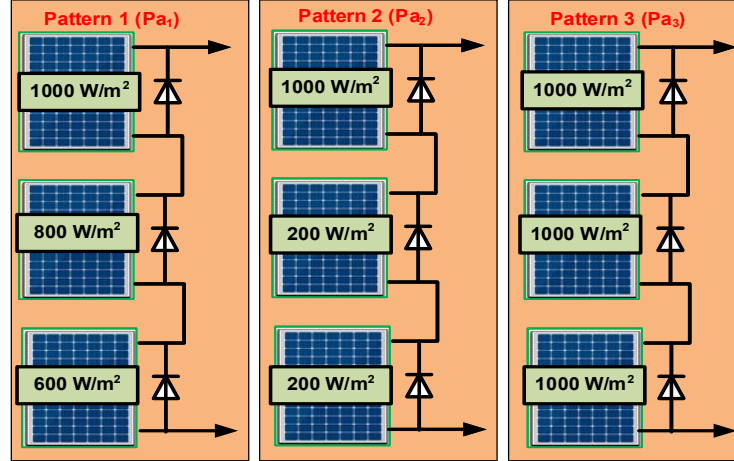 Pattern 1 (Pa₁)
1000 W/m²
800 W/m²
600 W/m²
Pattern 2 (Pa₂)
1000 W/m²
200 W/m²
200 W/m²
Pattern 3 (Pa₃)
1000 W/m²
1000 W/m²
1000 W/m²